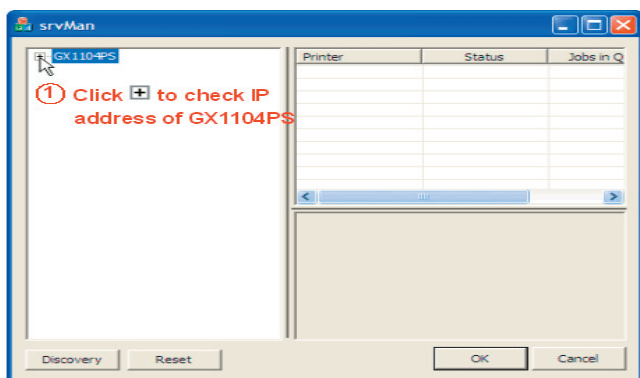 srvMan
GX1104PS
Printer Status Jobs in Q
① Click + to check IP
address of GX1104PS
Discovery Reset OK Cancel